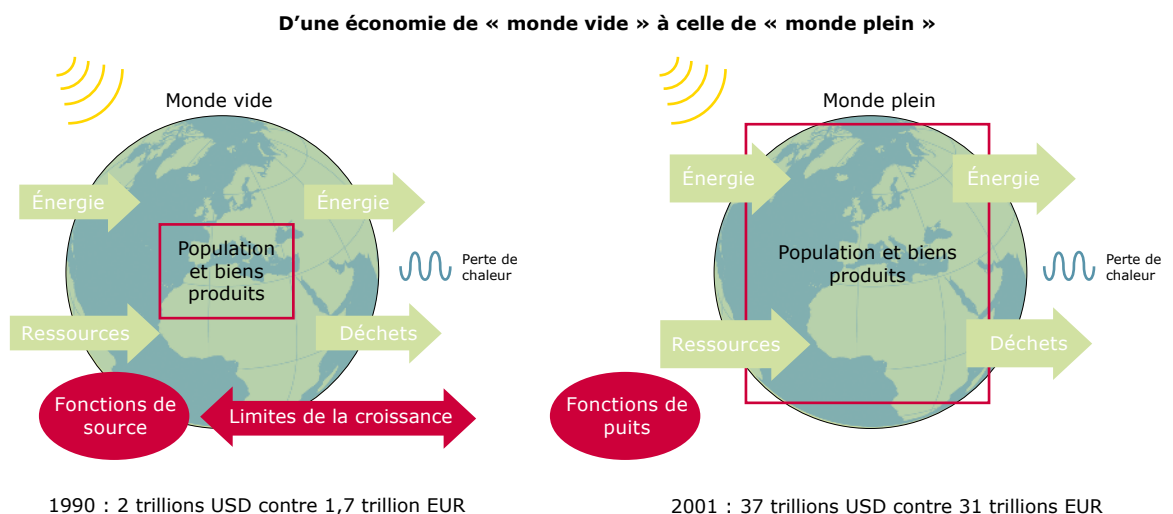 D’une économie de « monde vide » à celle de « monde plein »
Monde vide
Énergie
Énergie
Population
et biens
produits
Perte de
chaleur
Ressources
Déchets
Fonctions de
source
Limites de la croissance
1990 : 2 trillions USD contre 1,7 trillion EUR
Monde plein
Énergie
Énergie
Population et biens
produits
Perte de
chaleur
Ressources
Déchets
Fonctions de
puits
2001 : 37 trillions USD contre 31 trillions EUR